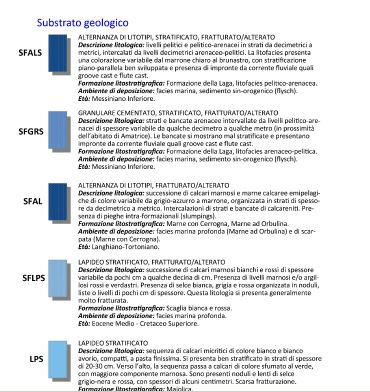 Substrato geologico
SFALS
ALTERNANZA DI LITOTIPI, STRATIFICATO, FRATTURATO/ALTERATO
Descrizione litologica: livelli pelitici e pelitico-arenacei in strati da decimetrici a
metrici, intercalati da livelli decimetrici arenaceo-pelitici. La litofacies presenta
una colorazione variabile dal marrone chiaro al brunastro, con stratificazione
piano-parallela ben sviluppata e presenza di impronte da corrente fluviale quali
groove cast e flute cast.
Formazione litostratigrafica: Formazione della Laga, litofacies pelitico-arenacea.
Ambiente di deposizione: facies marina, sedimento sin-orogenico (flysch).
Età: Messiniano Inferiore.
SFGRS
GRANULARE CEMENTATO, STRATIFICATO, FRATTURATO/ALTERATO
Descrizione litologica: strati e bancate arenacee intervallate da livelli pelitico-are-
nacei di spessore variabile da qualche decimetro a qualche metro (in prossimità
dell'abitato di Amatrice). Le bancate si mostrano mal stratificate e presentano
impronte da corrente fluviale quali groove cast e flute cast.
Formazione litostratigrafica: Formazione della Laga, litofacies arenaceo-pelitica.
Ambiente di deposizione: facies marina, sedimento sin-orogenico (flysch).
Età: Messiniano Inferiore.
SFAL
ALTERNANZA DI LITOTIPI, FRATTURATO/ALTERATO
Descrizione litologica: successione di calcari marnosi e marne calcaree emipelagi-
che di colore variabile da grigio-azzurro a marrone, organizzata in strati di spesso-
re da decimetrico a metrico. Intercalazioni di strati e bancate di calcareniti. Pre-
senza di pieghe intra-formazionali (slumpings).
Formazione litostratigrafica: Marne con Cerrogna, Marne ad Orbulina.
Ambiente di deposizione: facies marina profonda (Marne ad Orbulina) e di scar-
pata (Marne con Cerrogna).
Età: Langhiano-Tortoniano.
SFLPS
LAPIDEO STRATIFICATO, FRATTURATO/ALTERATO
Descrizione litologica: successione di calcari marnosi bianchi e rossi di spessore
variabile da pochi cm a qualche decina di cm. Presenza di livelli marnosi e/o argil-
losi rossi e verdastri. Presenza di selce bianca, grigia e rossa organizzata in noduli,
liste o livelli di pochi cm di spessore. Questa litologia si presenta generalmente
molto fratturata.
Formazione litostratigrafica: Scaglia bianca e rossa.
Ambiente di deposizione: facies marina profonda.
Età: Eocene Medio - Cretaceo Superiore.
LPS
LAPIDEO STRATIFICATO
Descrizione litologica: sequenza di calcari micritici di colore bianco e bianco
avorio, compatti, a pasta finissima. Si presenta ben stratificato in strati di spessore
di 20-30 cm. Verso l'alto, la sequenza passa a calcari di colore sfumato al verde,
con maggiore componente marnosa. Sono presenti noduli e lenti di selce
grigio-nera e rossa, con spessori di alcuni centimetri. Scarsa fratturazione.
Formazione litostratigrafica: Maiolica.